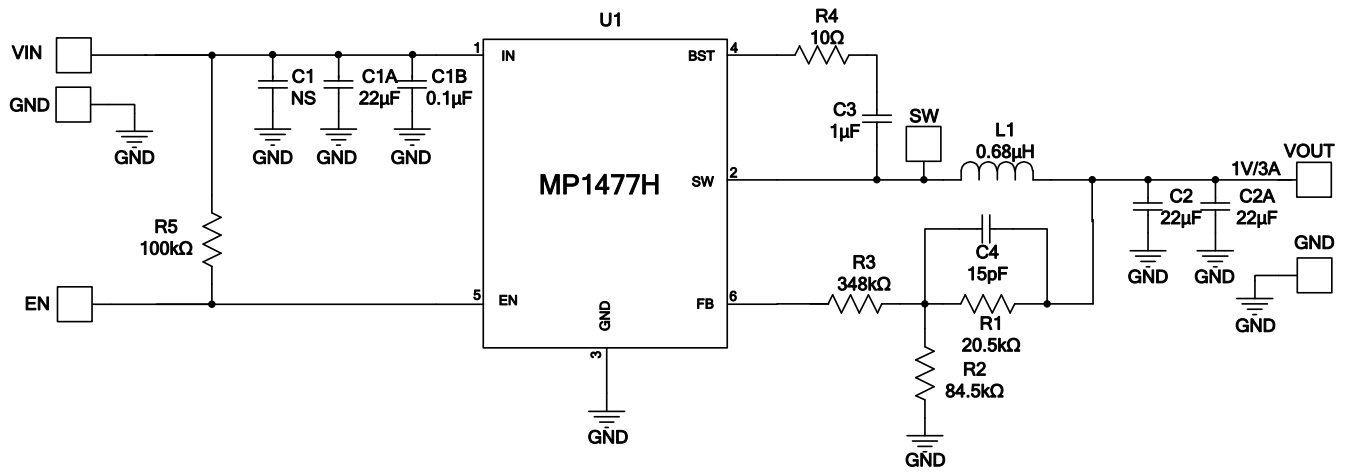 U1
VIN
GND
GND
R5
100kΩ
EN
C1
NS
GND
C1A
22µF
GND
C1B
0.1µF
GND
1
IN
5
EN
MP1477H
GND
3
GND
BST
4
SW
2
FB
6
R4
10Ω
C3
1µF
SW
L1
0.68µH
1V/3A
VOUT
C2
22µF
GND
C2A
22µF
GND
GND
GND
C4
15pF
R3
348kΩ
R1
20.5kΩ
R2
84.5kΩ
GND